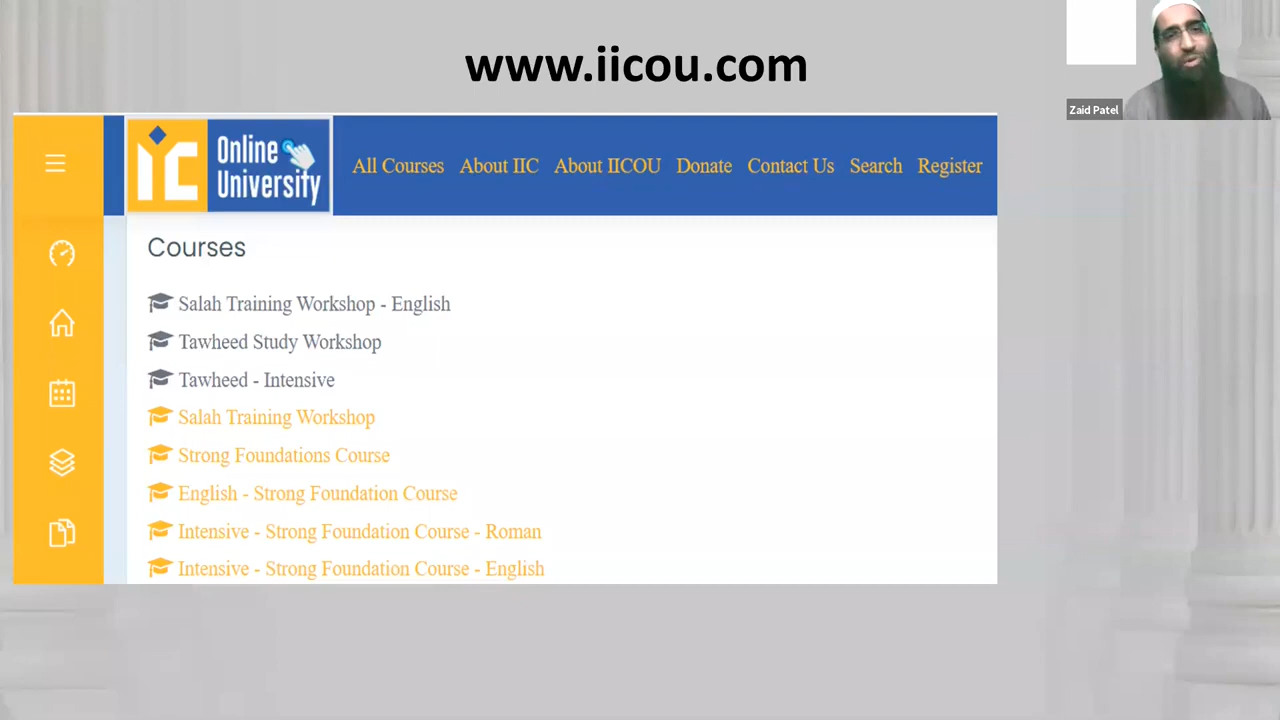 www.iicou.com
Zaid Patel
iic Online University
All Courses About IIC About IICOU Donate Contact Us Search Register
Courses
Salah Training Workshop - English
Tawheed Study Workshop
Tawheed - Intensive
Salah Training Workshop
Strong Foundations Course
English - Strong Foundation Course
Intensive - Strong Foundation Course - Roman
Intensive - Strong Foundation Course - English